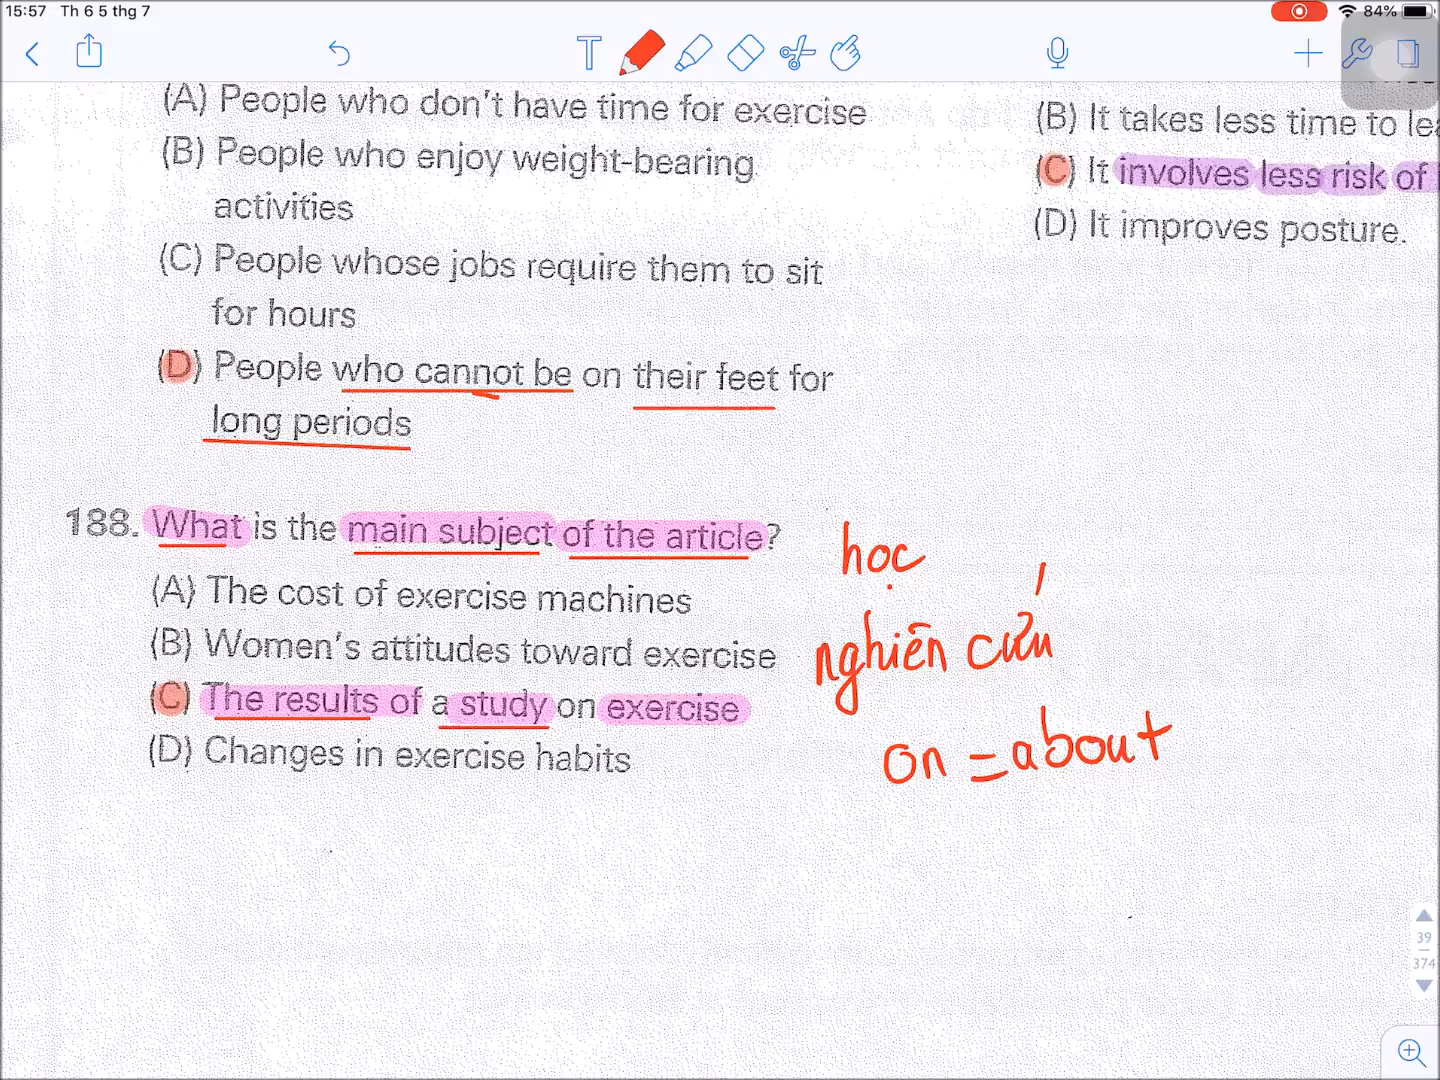 15:57 Th 6 5 thg 7
84%
(A) People who don't have time for exercise
(B) People who enjoy weight-bearing
activities
(C) People whose jobs require them to sit
for hours
(D) People who cannot be on their feet for
long periods
188. What is the main subject of the article?
(A) The cost of exercise machines
(B) Women's attitudes toward exercise
(C) The results of a study on exercise
(D) Changes in exercise habits
(B) It takes less time to
(C) It involves less risk of
(D) It improves posture.
học
nghiên cứu
on = about
39
374